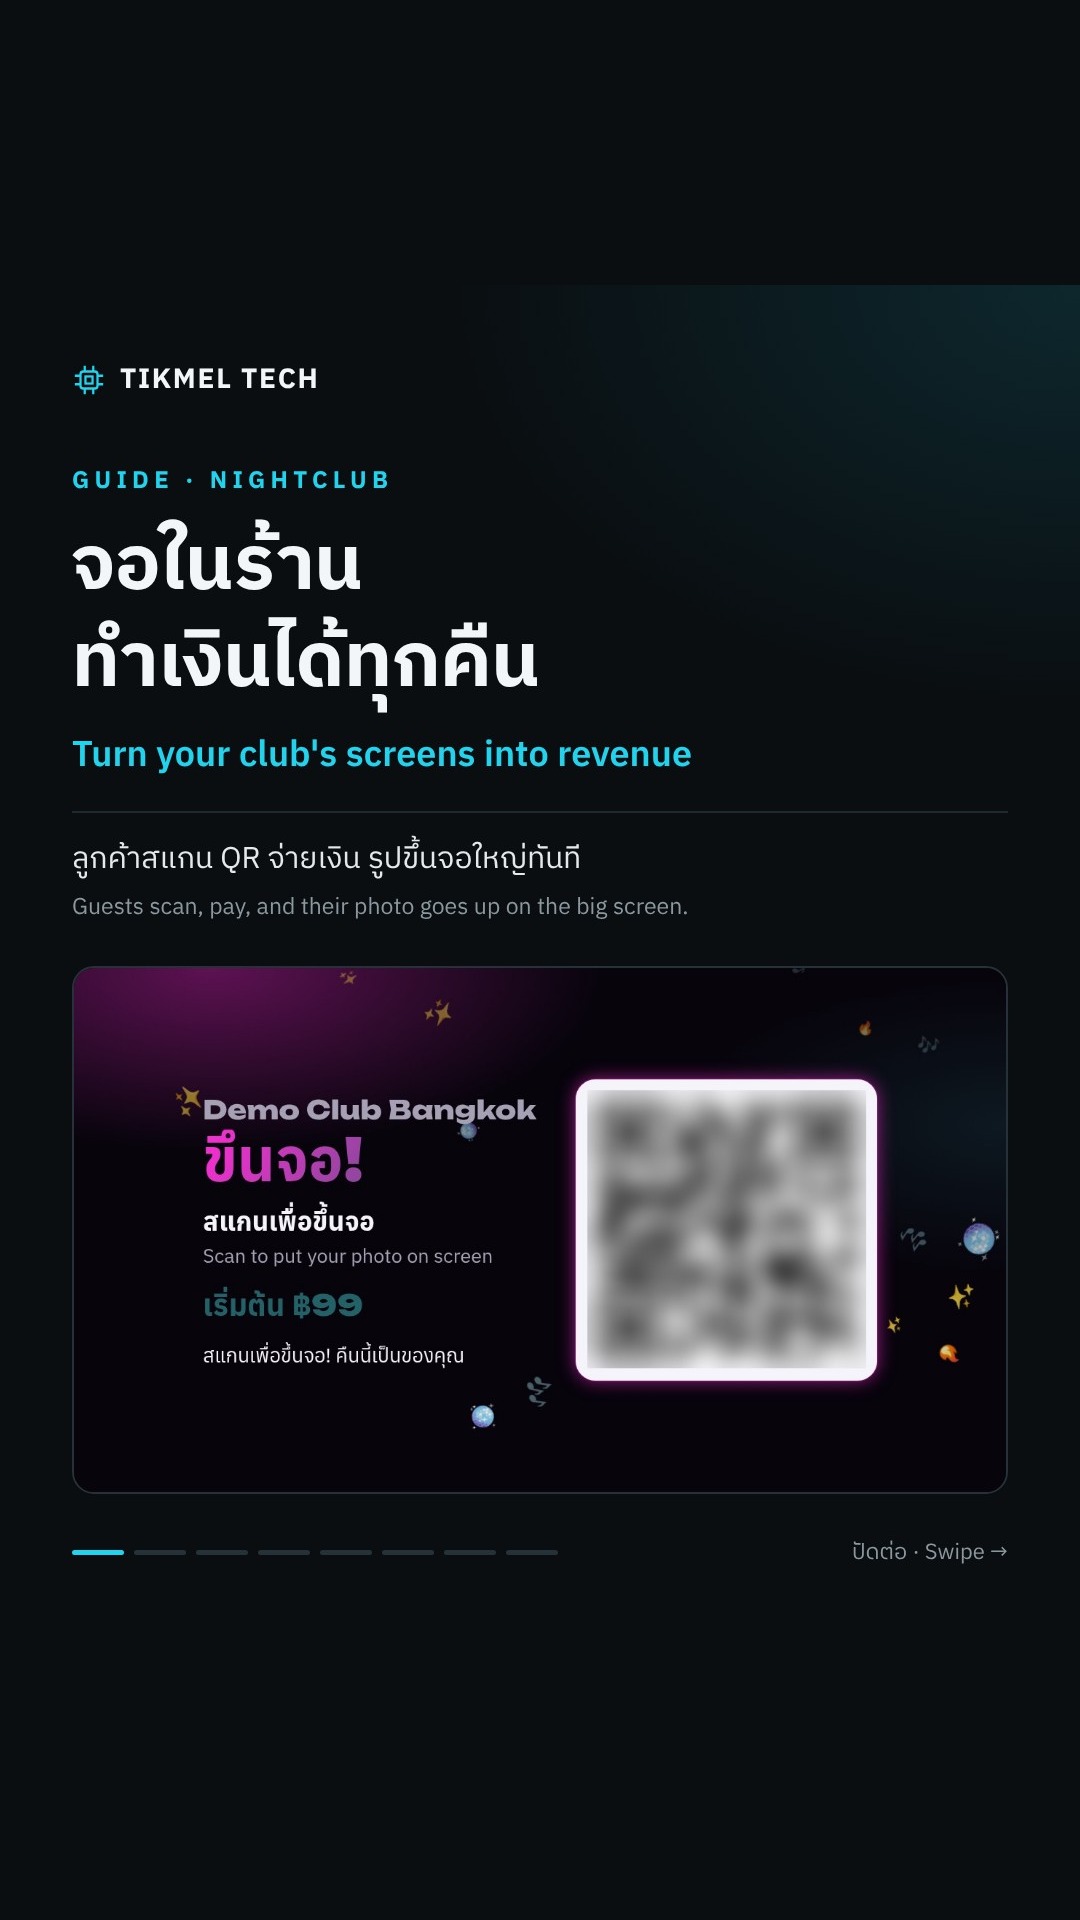 TIKMEL TECH
GUIDE · NIGHTCLUB
จอในร้าน
ทำเงินได้ทุกคืน
Turn your club's screens into revenue
ลูกค้าสแกน QR จ่ายเงิน รูปขึ้นจอใหญ่ทันที
Guests scan, pay, and their photo goes up on the big screen.
Demo Club Bangkok
ขึ้นจอ!
สแกนเพื่อขึ้นจอ
Scan to put your photo on screen
เริ่มต้น ฿99
สแกนเพื่อขึ้นจอ! คืนนี้เป็นของคุณ
ปัดต่อ · Swipe →